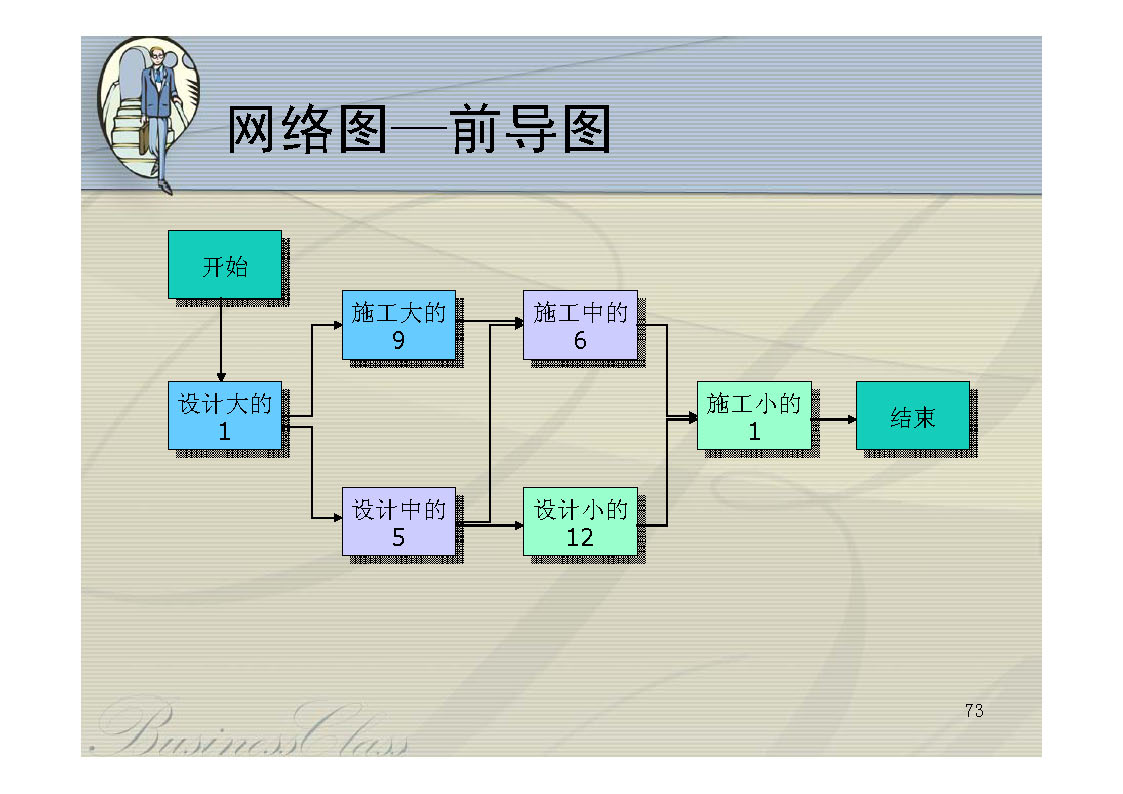 网络图—前导图
开始
施工大的
9
施工中的
6
设计大的
1
施工小的
1
结束
设计中的
5
设计小的
12
73
BusinessClass